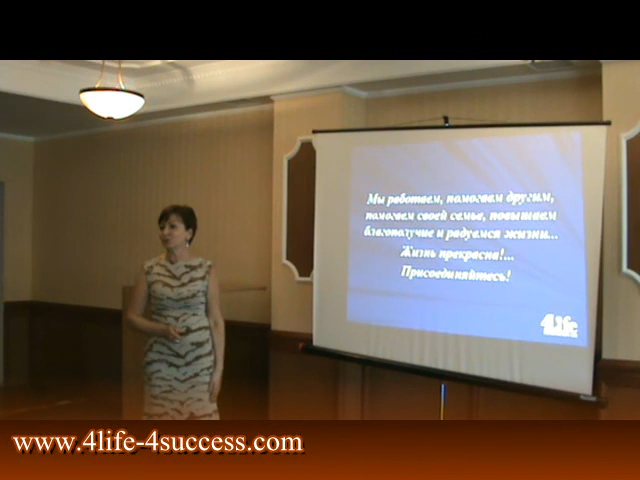 Мы работаем, помогаем другим,
помогаем своей семье, повышаем
благополучие и радуемся жизни...
Жизнь прекрасна!...
Присоединяйтесь!
4life
www.4life-4success.com